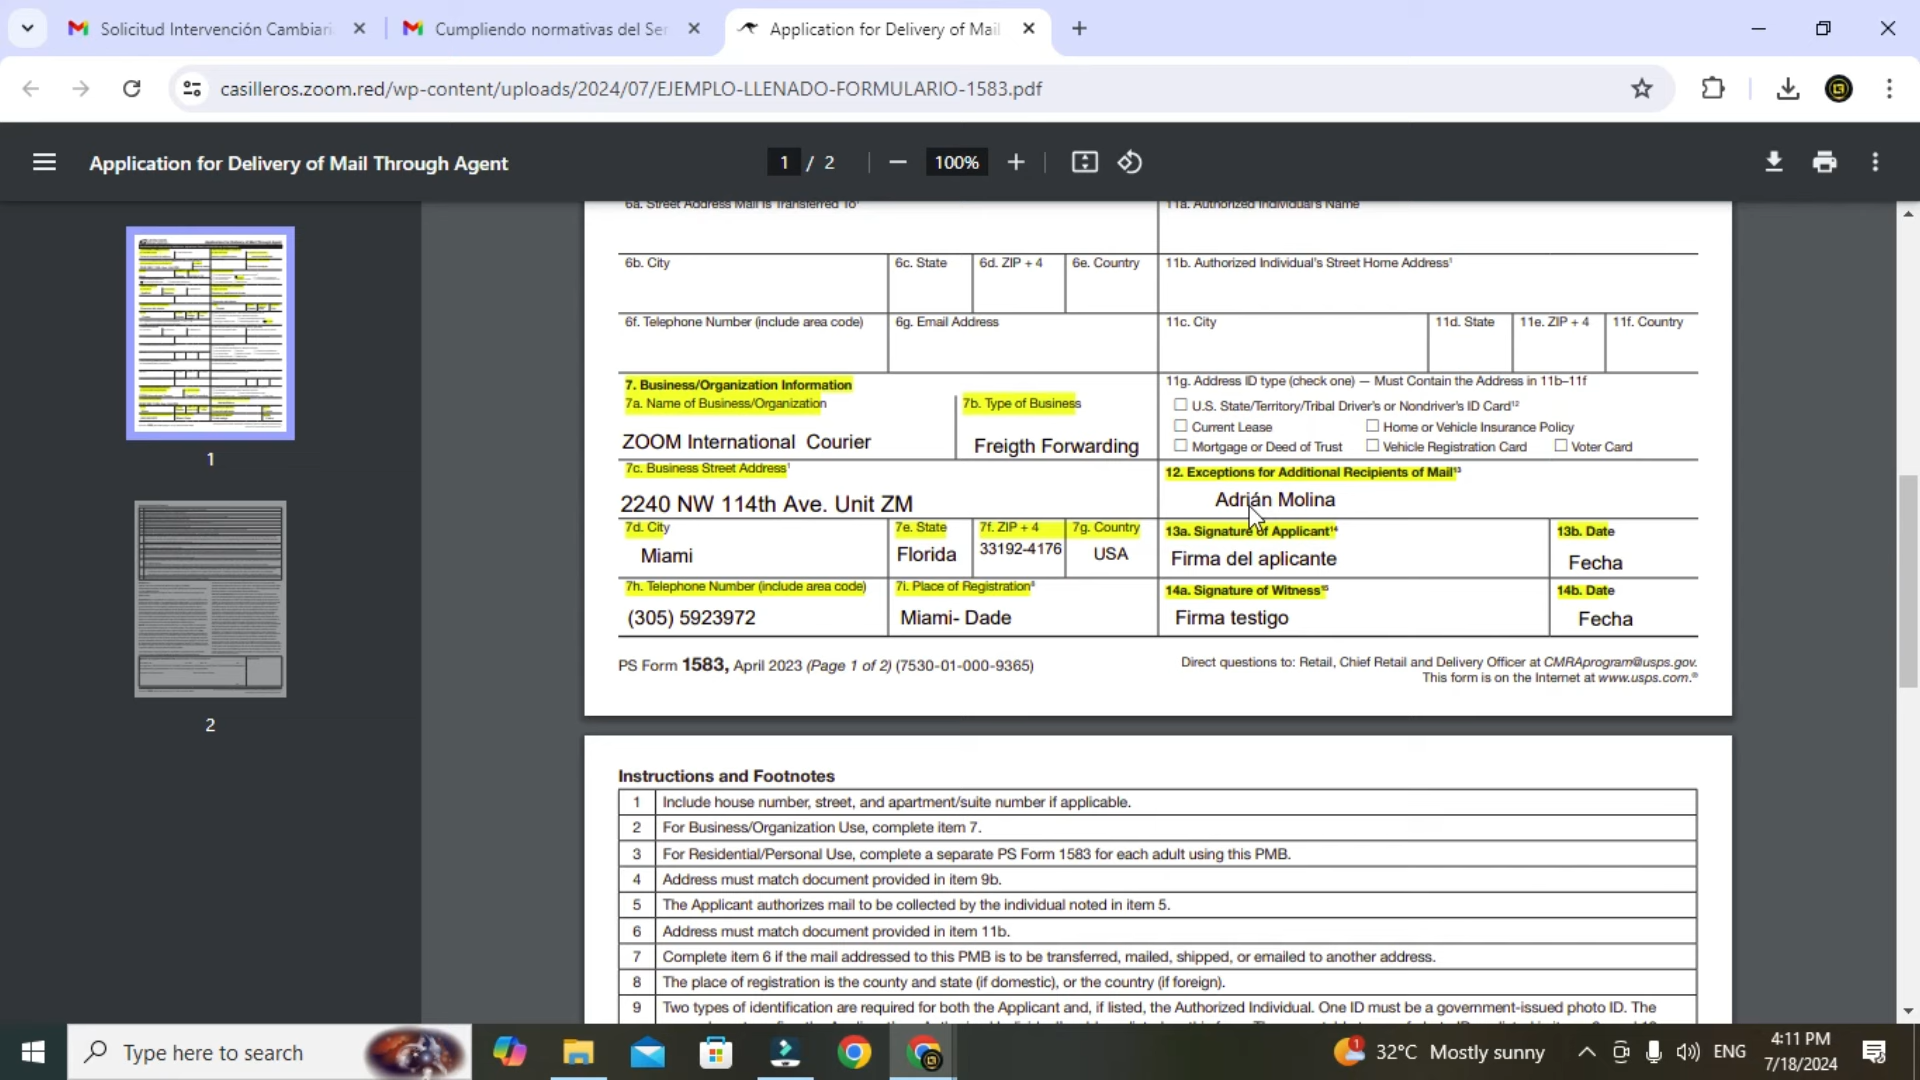 Solicitud Intervención Cambiari
Cumpliendo normativas del Ser
Application for Delivery of Mail
casilleros.zoom.red/wp-content/uploads/2024/07/EJEMPLO-LLENADO-FORMULARIO-1583.pdf
Application for Delivery of Mail Through Agent
1 / 2
100%
6a. Street Address Mail Is Transferred To⁷
11a. Authorized Individual's Name
6b. City
6c. State
6d. ZIP + 4
6e. Country
11b. Authorized Individual's Street Home Address¹
6f. Telephone Number (include area code)
6g. Email Address
11c. City
11d. State
11e. ZIP + 4
11f. Country
7. Business/Organization Information
7a. Name of Business/Organization
7b. Type of Business
ZOOM International Courier
Freigth Forwarding
11g. Address ID type (check one) — Must Contain the Address in 11b–11f
U.S. State/Territory/Tribal Driver's or Nondriver's ID Card¹²
Current Lease
Home or Vehicle Insurance Policy
Mortgage or Deed of Trust
Vehicle Registration Card
Voter Card
7c. Business Street Address¹
2240 NW 114th Ave. Unit ZM
12. Exceptions for Additional Recipients of Mail¹³
Adrián Molina
7d. City
Miami
7e. State
Florida
7f. ZIP + 4
33192-4176
7g. Country
USA
13a. Signature of Applicant¹⁴
Firma del aplicante
13b. Date
Fecha
7h. Telephone Number (include area code)
(305) 5923972
7i. Place of Registration⁸
Miami- Dade
14a. Signature of Witness¹⁵
Firma testigo
14b. Date
Fecha
PS Form 1583, April 2023 (Page 1 of 2) (7530-01-000-9365)
Direct questions to: Retail, Chief Retail and Delivery Officer at CMRAprogram@usps.gov.
This form is on the Internet at www.usps.com.®
Instructions and Footnotes
1 Include house number, street, and apartment/suite number if applicable.
2 For Business/Organization Use, complete item 7.
3 For Residential/Personal Use, complete a separate PS Form 1583 for each adult using this PMB.
4 Address must match document provided in item 9b.
5 The Applicant authorizes mail to be collected by the individual noted in item 5.
6 Address must match document provided in item 11b.
7 Complete item 6 if the mail addressed to this PMB is to be transferred, mailed, shipped, or emailed to another address.
8 The place of registration is the county and state (if domestic), or the country (if foreign).
9 Two types of identification are required for both the Applicant and, if listed, the Authorized Individual. One ID must be a government-issued photo ID. The
1
2
Type here to search
1
32°C Mostly sunny
ENG
4:11 PM
7/18/2024